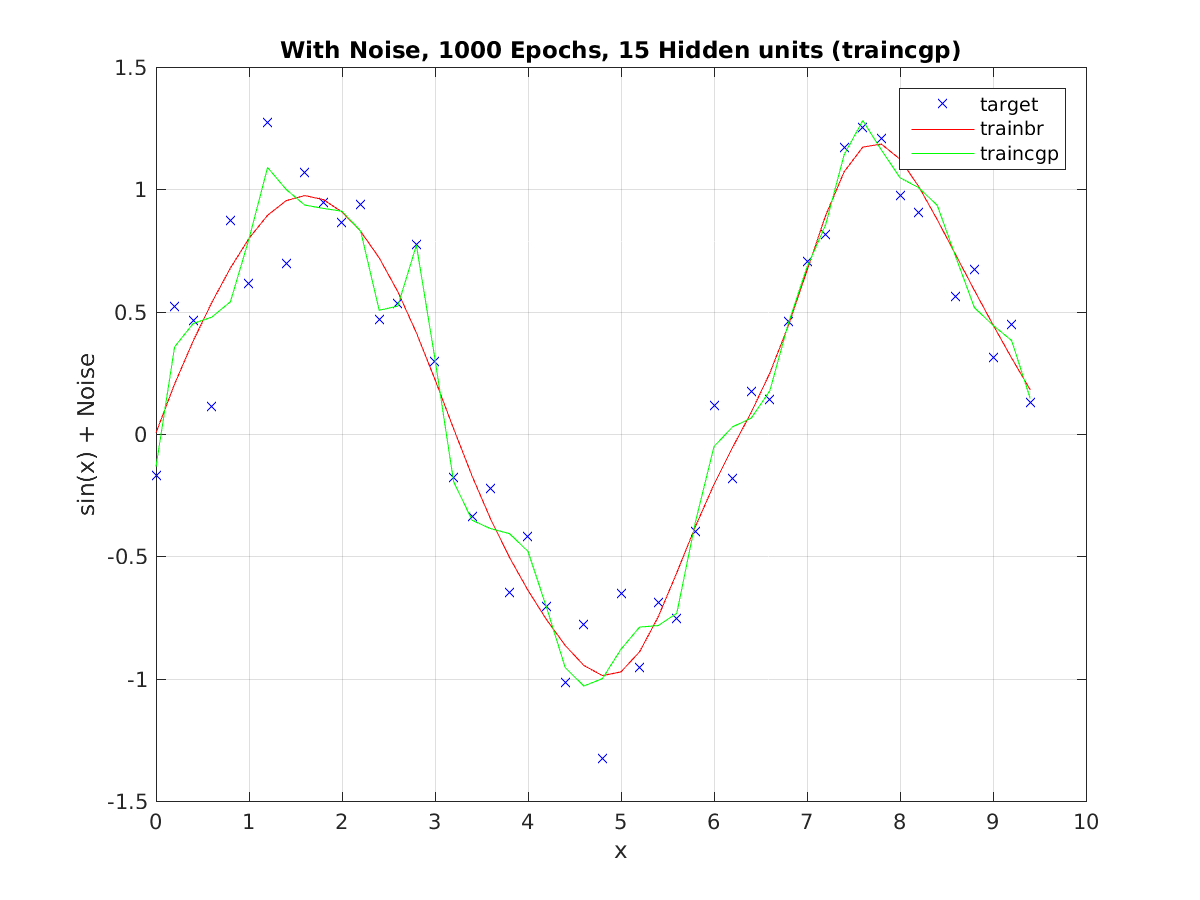 With Noise, 1000 Epochs, 15 Hidden units (traincgp)
target
trainbr
traincgp
1.5
1
0.5
0
-0.5
-1
-1.5
sin(x) + Noise
0 1 2 3 4 5 6 7 8 9 10
x